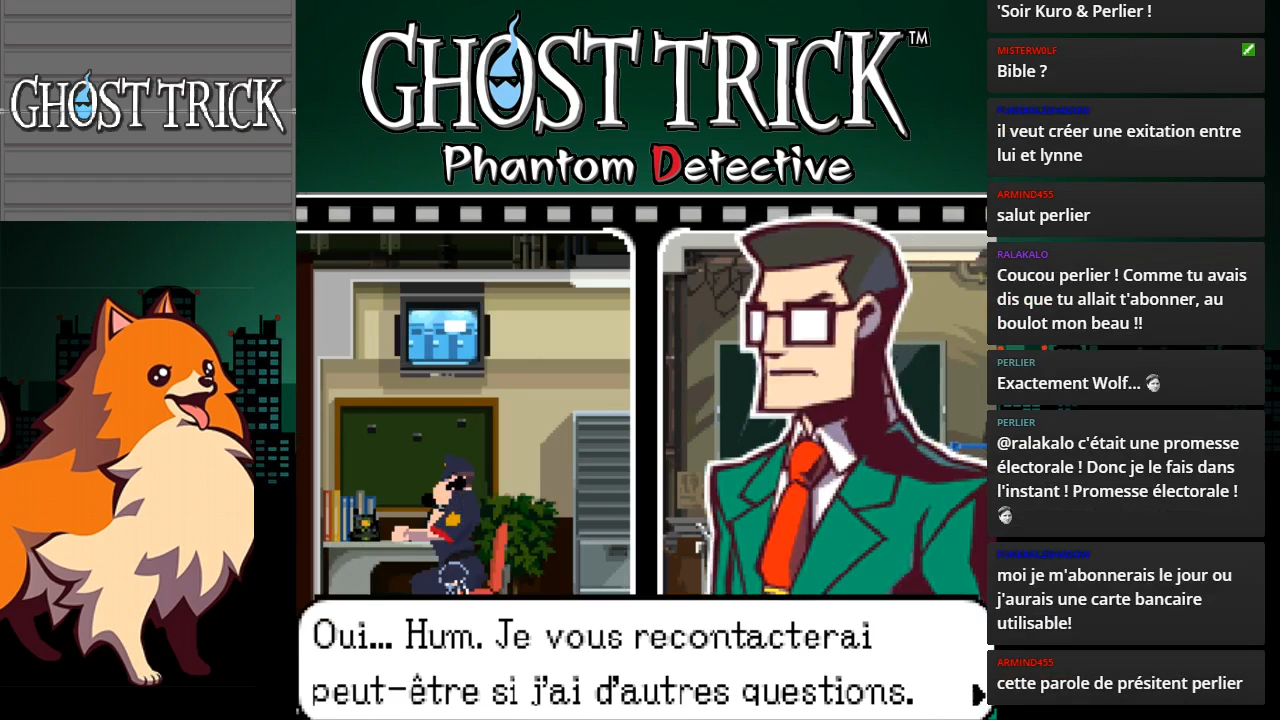 GHOST TRICK
GHOST TRICK™
Phantom Detective
Oui... Hum. Je vous recontacterai
peut-être si j'ai d'autres questions.
'Soir Kuro & Perlier !
MISTERW0LF
Bible ?
il veut créer une exitation entre
lui et lynne
ARMIND455
salut perlier
RALAKALO
Coucou perlier ! Comme tu avais
dis que tu allait t'abonner, au
boulot mon beau !!
PERLIER
Exactement Wolf...
PERLIER
@ralakalo c'était une promesse
électorale ! Donc je le fais dans
l'instant ! Promesse électorale !
moi je m'abonnerais le jour ou
j'aurais une carte bancaire
utilisable!
ARMIND455
cette parole de présitent perlier